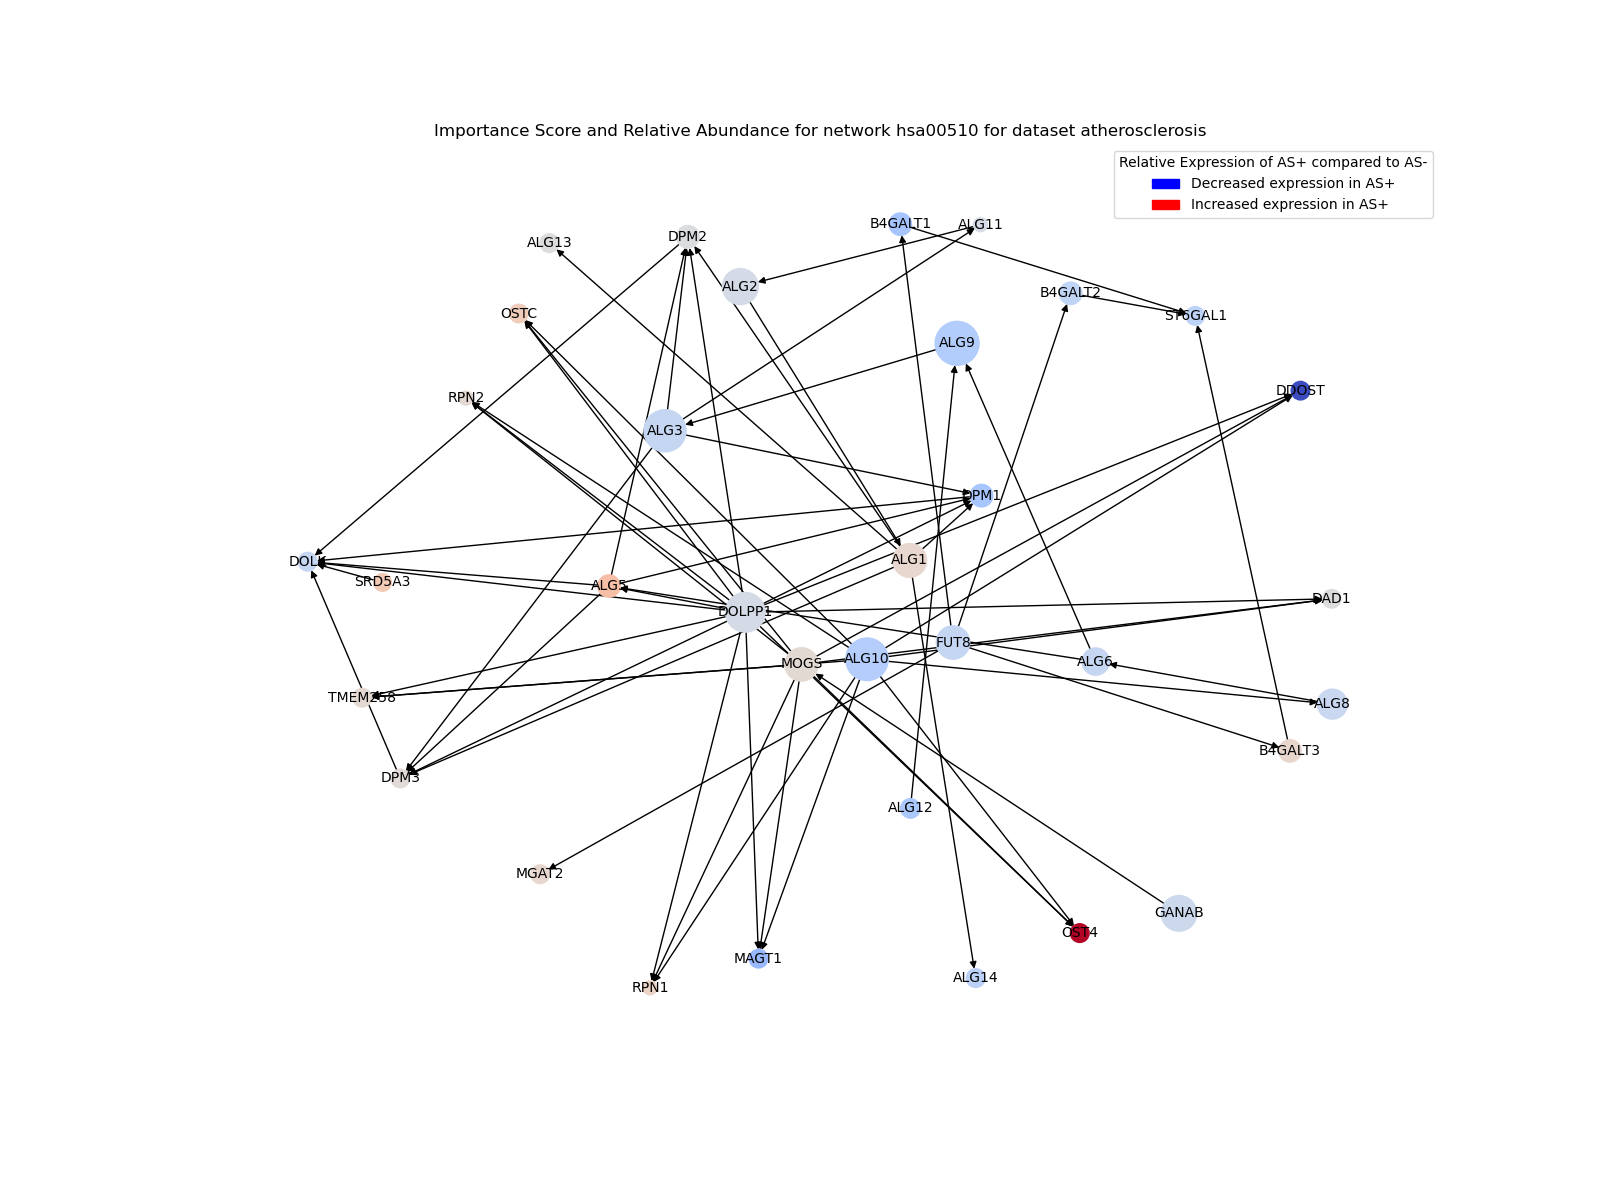 Importance Score and Relative Abundance for network hsa00510 for dataset atherosclerosis
Relative Expression of AS+ compared to AS-
Decreased expression in AS+
Increased expression in AS+
B4GALT1
ALG11
DPM2
ALG13
ALG2
B4GALT2
OSTC
ST6GAL1
ALG9
DDOST
RPN2
ALG3
DPM1
ALG1
DOLK
SRD5A3
ALG5
DAD1
DOLPP1
FUT8
ALG10
ALG6
MOGS
TMEM258
ALG8
B4GALT3
DPM3
ALG12
MGAT2
GANAB
OST4
MAGT1
ALG14
RPN1